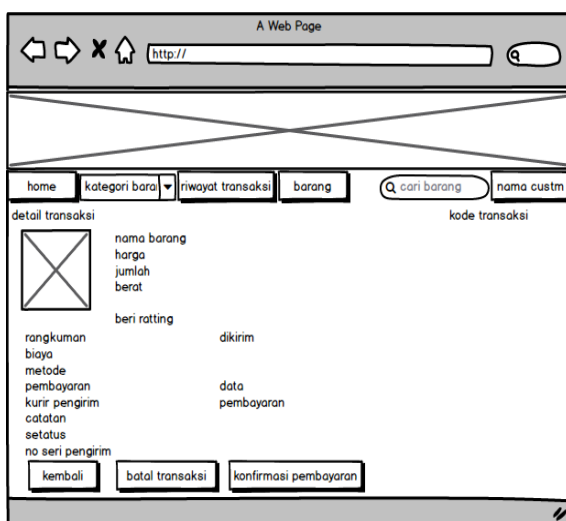 A Web Page
http://
home
kategori bara
riwayat transaksi
barang
cari barang
nama custm
detail transaksi
kode transaksi
nama barang
harga
jumlah
berat
beri ratting
rangkuman
dikirim
biaya
metode
pembayaran
data
kurir pengirim
pembayaran
catatan
setatus
no seri pengirim
kembali
batal transaksi
konfirmasi pembayaran